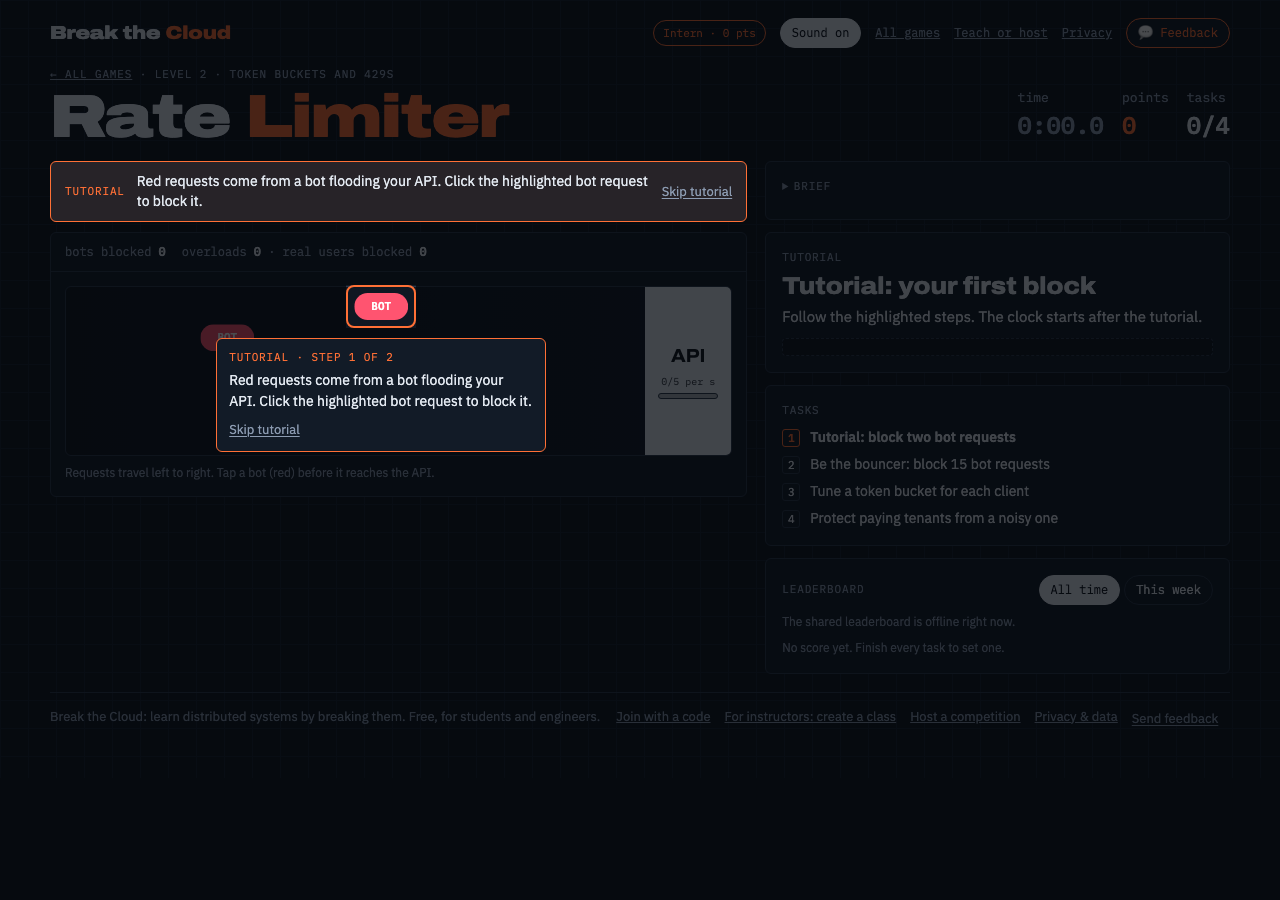 Break the Cloud
Intern · 0 pts
Sound on
All games
Teach or host
Privacy
💬 Feedback
← ALL GAMES · LEVEL 2 · TOKEN BUCKETS AND 429S
Rate Limiter
time
0:00.0
points
0
tasks
0/4
TUTORIAL
Red requests come from a bot flooding your API. Click the highlighted bot request
to block it.
Skip tutorial
▶ BRIEF
bots blocked 0 overloads 0 · real users blocked 0
BOT
BOT
API
0/5 per s
TUTORIAL · STEP 1 OF 2
Red requests come from a bot flooding your
API. Click the highlighted bot request to block it.
Skip tutorial
Requests travel left to right. Tap a bot (red) before it reaches the API.
TUTORIAL
Tutorial: your first block
Follow the highlighted steps. The clock starts after the tutorial.
TASKS
1 Tutorial: block two bot requests
2 Be the bouncer: block 15 bot requests
3 Tune a token bucket for each client
4 Protect paying tenants from a noisy one
LEADERBOARD
All time
This week
The shared leaderboard is offline right now.
No score yet. Finish every task to set one.
Break the Cloud: learn distributed systems by breaking them. Free, for students and engineers.
Join with a code
For instructors: create a class
Host a competition
Privacy & data
Send feedback